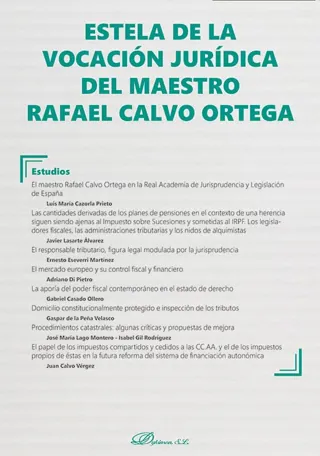 ESTELA DE LA
VOCACIÓN JURÍDICA
DEL MAESTRO
RAFAEL CALVO ORTEGA
Estudios
El maestro Rafael Calvo Ortega en la Real Academia de Jurisprudencia y Legislación
de España
Luis María Cazorla Prieto
Las cantidades derivadas de los planes de pensiones en el contexto de una herencia
siguen siendo ajenas al Impuesto sobre Sucesiones y sometidas al IRPF. Los legisla-
dores fiscales, las administraciones tributarias y los nidos de alquimistas
Javier Lasarte Álvarez
El responsable tributario, figura legal modulada por la jurisprudencia
Ernesto Eseverri Martínez
El mercado europeo y su control fiscal y financiero
Adriano Di Pietro
La aporía del poder fiscal contemporáneo en el estado de derecho
Gabriel Casado Ollero
Domicilio constitucionalmente protegido e inspección de los tributos
Gaspar de la Peña Velasco
Procedimientos catastrales: algunas críticas y propuestas de mejora
José María Lago Montero - Isabel Gil Rodríguez
El papel de los impuestos compartidos y cedidos a las CC.AA. y el de los impuestos
propios de éstas en la futura reforma del sistema de financiación autonómica
Juan Calvo Vérgez
Dykinson, S.L.